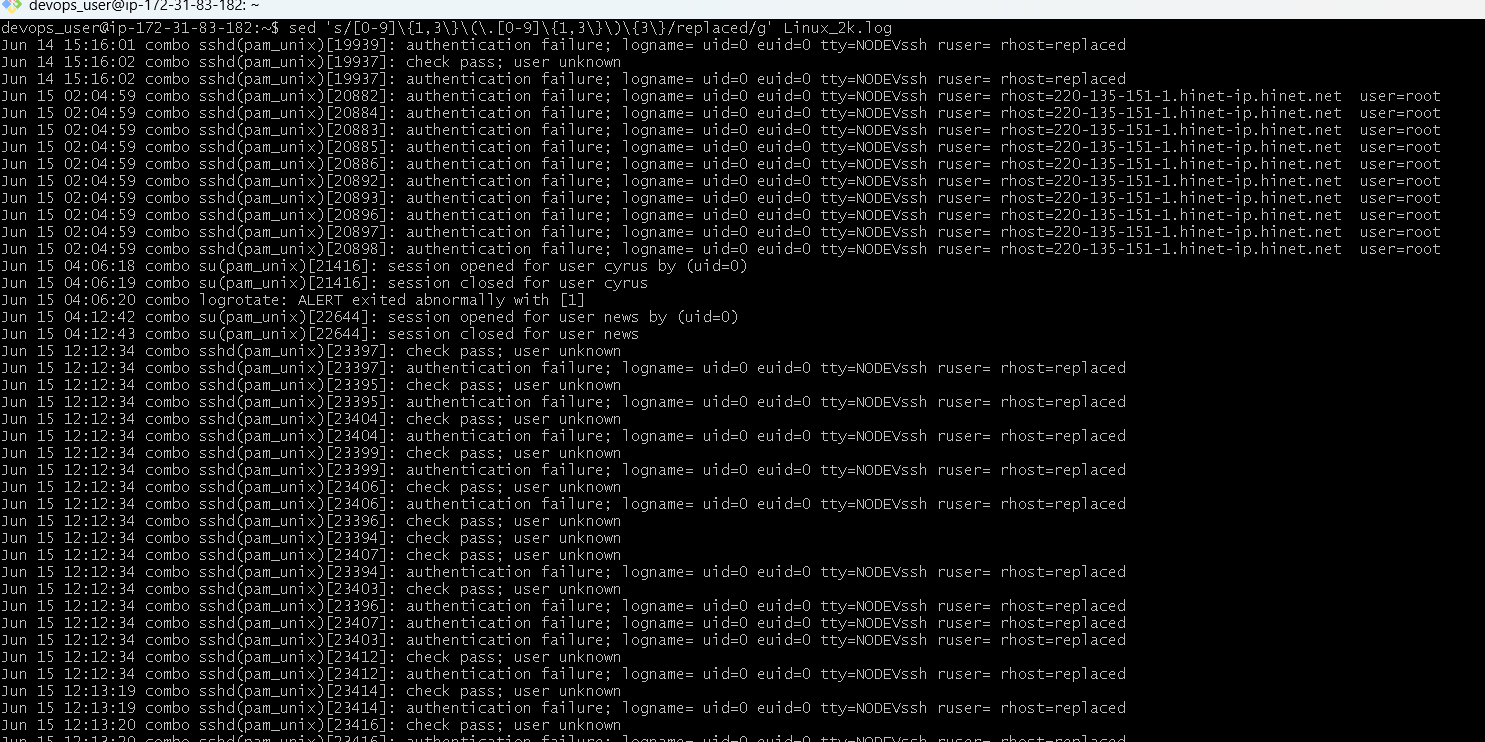 devops_user@ip-172-31-83-182: ~
devops_user@ip-172-31-83-182:~$ sed 's/[0-9]\{1,3\}\(\.[0-9]\{1,3\}\)\{3\}/replaced/g' Linux_2k.log
Jun 14 15:16:01 combo sshd(pam_unix)[19939]: authentication failure; logname= uid=0 euid=0 tty=NODEVssh ruser= rhost=replaced
Jun 14 15:16:02 combo sshd(pam_unix)[19937]: check pass; user unknown
Jun 14 15:16:02 combo sshd(pam_unix)[19937]: authentication failure; logname= uid=0 euid=0 tty=NODEVssh ruser= rhost=replaced
Jun 15 02:04:59 combo sshd(pam_unix)[20882]: authentication failure; logname= uid=0 euid=0 tty=NODEVssh ruser= rhost=220-135-151-1.hinet-ip.hinet.net  user=root
Jun 15 02:04:59 combo sshd(pam_unix)[20884]: authentication failure; logname= uid=0 euid=0 tty=NODEVssh ruser= rhost=220-135-151-1.hinet-ip.hinet.net  user=root
Jun 15 02:04:59 combo sshd(pam_unix)[20883]: authentication failure; logname= uid=0 euid=0 tty=NODEVssh ruser= rhost=220-135-151-1.hinet-ip.hinet.net  user=root
Jun 15 02:04:59 combo sshd(pam_unix)[20885]: authentication failure; logname= uid=0 euid=0 tty=NODEVssh ruser= rhost=220-135-151-1.hinet-ip.hinet.net  user=root
Jun 15 02:04:59 combo sshd(pam_unix)[20886]: authentication failure; logname= uid=0 euid=0 tty=NODEVssh ruser= rhost=220-135-151-1.hinet-ip.hinet.net  user=root
Jun 15 02:04:59 combo sshd(pam_unix)[20892]: authentication failure; logname= uid=0 euid=0 tty=NODEVssh ruser= rhost=220-135-151-1.hinet-ip.hinet.net  user=root
Jun 15 02:04:59 combo sshd(pam_unix)[20893]: authentication failure; logname= uid=0 euid=0 tty=NODEVssh ruser= rhost=220-135-151-1.hinet-ip.hinet.net  user=root
Jun 15 02:04:59 combo sshd(pam_unix)[20896]: authentication failure; logname= uid=0 euid=0 tty=NODEVssh ruser= rhost=220-135-151-1.hinet-ip.hinet.net  user=root
Jun 15 02:04:59 combo sshd(pam_unix)[20897]: authentication failure; logname= uid=0 euid=0 tty=NODEVssh ruser= rhost=220-135-151-1.hinet-ip.hinet.net  user=root
Jun 15 02:04:59 combo sshd(pam_unix)[20898]: authentication failure; logname= uid=0 euid=0 tty=NODEVssh ruser= rhost=220-135-151-1.hinet-ip.hinet.net  user=root
Jun 15 04:06:18 combo su(pam_unix)[21416]: session opened for user cyrus by (uid=0)
Jun 15 04:06:19 combo su(pam_unix)[21416]: session closed for user cyrus
Jun 15 04:06:20 combo logrotate: ALERT exited abnormally with [1]
Jun 15 04:12:42 combo su(pam_unix)[22644]: session opened for user news by (uid=0)
Jun 15 04:12:43 combo su(pam_unix)[22644]: session closed for user news
Jun 15 12:12:34 combo sshd(pam_unix)[23397]: check pass; user unknown
Jun 15 12:12:34 combo sshd(pam_unix)[23397]: authentication failure; logname= uid=0 euid=0 tty=NODEVssh ruser= rhost=replaced
Jun 15 12:12:34 combo sshd(pam_unix)[23395]: check pass; user unknown
Jun 15 12:12:34 combo sshd(pam_unix)[23395]: authentication failure; logname= uid=0 euid=0 tty=NODEVssh ruser= rhost=replaced
Jun 15 12:12:34 combo sshd(pam_unix)[23404]: check pass; user unknown
Jun 15 12:12:34 combo sshd(pam_unix)[23404]: authentication failure; logname= uid=0 euid=0 tty=NODEVssh ruser= rhost=replaced
Jun 15 12:12:34 combo sshd(pam_unix)[23399]: check pass; user unknown
Jun 15 12:12:34 combo sshd(pam_unix)[23399]: authentication failure; logname= uid=0 euid=0 tty=NODEVssh ruser= rhost=replaced
Jun 15 12:12:34 combo sshd(pam_unix)[23406]: check pass; user unknown
Jun 15 12:12:34 combo sshd(pam_unix)[23406]: authentication failure; logname= uid=0 euid=0 tty=NODEVssh ruser= rhost=replaced
Jun 15 12:12:34 combo sshd(pam_unix)[23396]: check pass; user unknown
Jun 15 12:12:34 combo sshd(pam_unix)[23394]: check pass; user unknown
Jun 15 12:12:34 combo sshd(pam_unix)[23407]: check pass; user unknown
Jun 15 12:12:34 combo sshd(pam_unix)[23394]: authentication failure; logname= uid=0 euid=0 tty=NODEVssh ruser= rhost=replaced
Jun 15 12:12:34 combo sshd(pam_unix)[23403]: check pass; user unknown
Jun 15 12:12:34 combo sshd(pam_unix)[23396]: authentication failure; logname= uid=0 euid=0 tty=NODEVssh ruser= rhost=replaced
Jun 15 12:12:34 combo sshd(pam_unix)[23407]: authentication failure; logname= uid=0 euid=0 tty=NODEVssh ruser= rhost=replaced
Jun 15 12:12:34 combo sshd(pam_unix)[23403]: authentication failure; logname= uid=0 euid=0 tty=NODEVssh ruser= rhost=replaced
Jun 15 12:12:34 combo sshd(pam_unix)[23412]: check pass; user unknown
Jun 15 12:12:34 combo sshd(pam_unix)[23412]: authentication failure; logname= uid=0 euid=0 tty=NODEVssh ruser= rhost=replaced
Jun 15 12:13:19 combo sshd(pam_unix)[23414]: check pass; user unknown
Jun 15 12:13:19 combo sshd(pam_unix)[23414]: authentication failure; logname= uid=0 euid=0 tty=NODEVssh ruser= rhost=replaced
Jun 15 12:13:20 combo sshd(pam_unix)[23416]: check pass; user unknown
Jun 15 12:13:20 combo sshd(pam_unix)[23416]: authentication failure; logname= uid=0 euid=0 tty=NODEVssh ruser= rhost=replaced